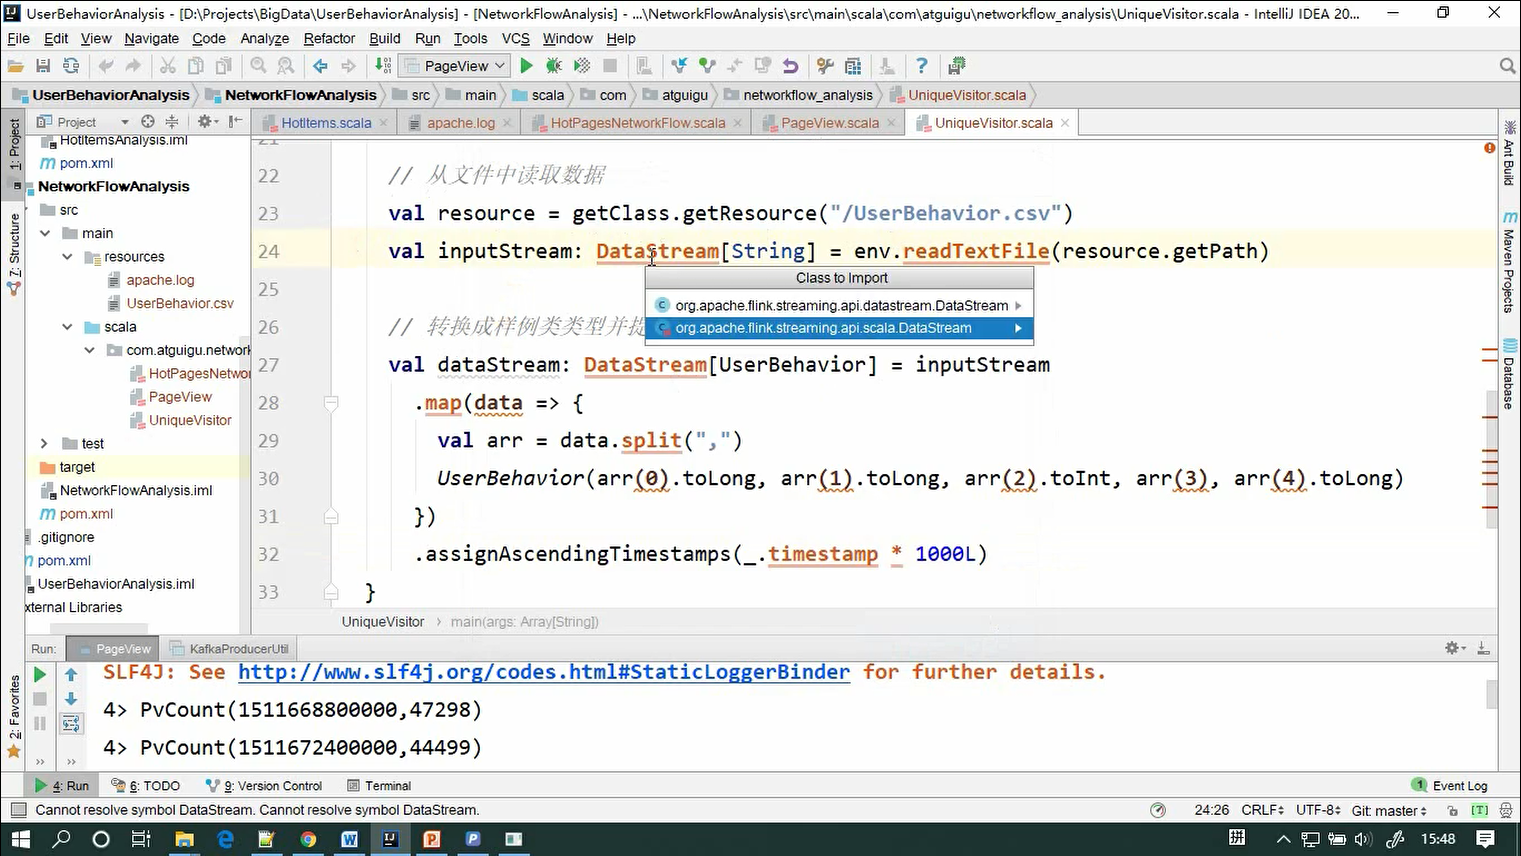 UserBehaviorAnalysis - [D:\Projects\BigData\UserBehaviorAnalysis] - [NetworkFlowAnalysis] - ...\NetworkFlowAnalysis\src\main\scala\com\atguigu\networkflow_analysis\UniqueVisitor.scala - IntelliJ IDEA 20...
File Edit View Navigate Code Analyze Refactor Build Run Tools VCS Window Help
PageView
UserBehaviorAnalysis NetworkFlowAnalysis src main scala com atguigu networkflow_analysis UniqueVisitor.scala
Project HotItems.scala apache.log HotPagesNetworkFlow.scala PageView.scala UniqueVisitor.scala
1: Project
7: Structure
2: Favorites
HotItemsAnalysis.iml
pom.xml
NetworkFlowAnalysis
src
main
resources
apache.log
UserBehavior.csv
scala
com.atguigu.network
HotPagesNetwor
PageView
UniqueVisitor
test
target
NetworkFlowAnalysis.iml
pom.xml
.gitignore
pom.xml
UserBehaviorAnalysis.iml
xternal Libraries
21
22 // 从文件中读取数据
23 val resource = getClass.getResource("/UserBehavior.csv")
24 val inputStream: DataStream[String] = env.readTextFile(resource.getPath)
Class to Import
25
org.apache.flink.streaming.api.datastream.DataStream
26 // 转换成样例类类型并提
org.apache.flink.streaming.api.scala.DataStream
27 val dataStream: DataStream[UserBehavior] = inputStream
28 .map(data => {
29 val arr = data.split(",")
30 UserBehavior(arr(0).toLong, arr(1).toLong, arr(2).toInt, arr(3), arr(4).toLong)
31 })
32 .assignAscendingTimestamps(_.timestamp * 1000L)
33 }
UniqueVisitor main(args: Array[String])
Ant Build
Maven Projects
Database
Run: PageView KafkaProducerUtil
SLF4J: See http://www.slf4j.org/codes.html#StaticLoggerBinder for further details.
4> PvCount(1511668800000,47298)
4> PvCount(1511672400000,44499)
4: Run 6: TODO 9: Version Control Terminal 1 Event Log
Cannot resolve symbol DataStream. Cannot resolve symbol DataStream. 24:26 CRLF UTF-8 Git: master [T]
15:48